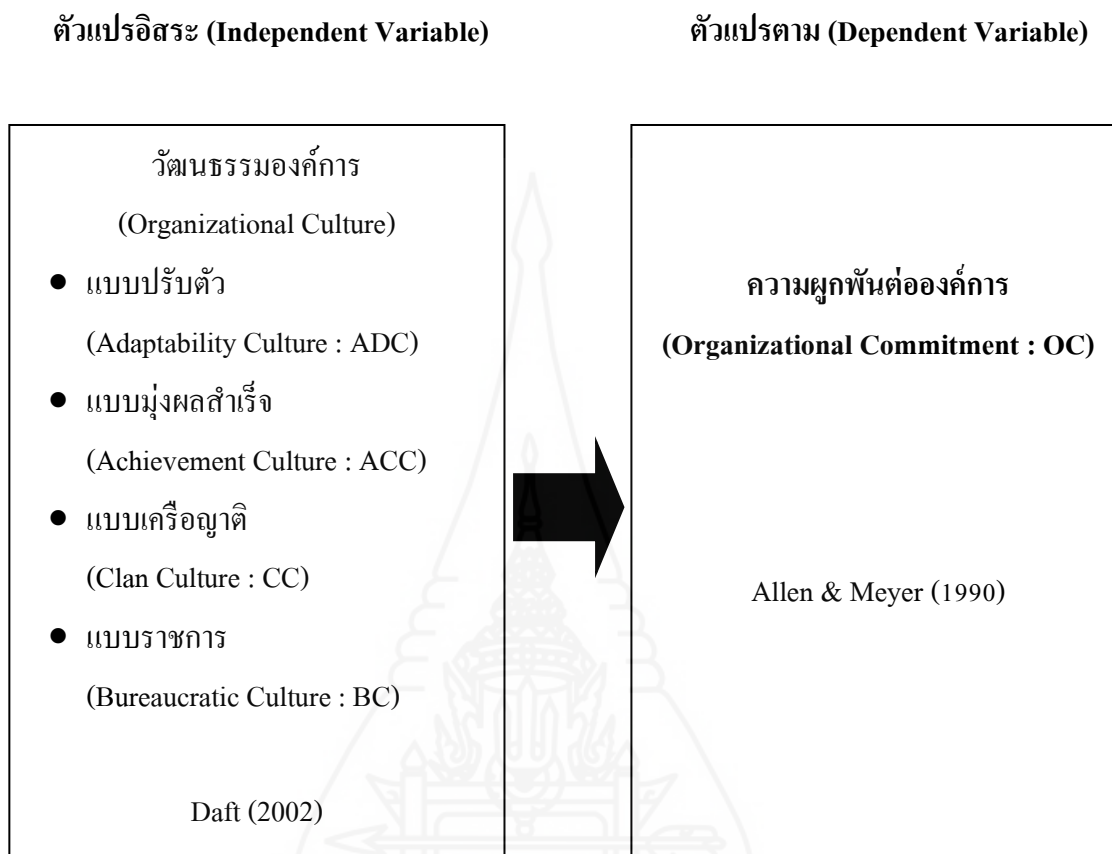 ตัวแปรอิสระ (Independent Variable)
ตัวแปรตาม (Dependent Variable)
วัฒนธรรมองค์การ
(Organizational Culture)
● แบบปรับตัว
(Adaptability Culture : ADC)
● แบบมุ่งผลสำเร็จ
(Achievement Culture : ACC)
● แบบเครือญาติ
(Clan Culture : CC)
● แบบราชการ
(Bureaucratic Culture : BC)
Daft (2002)
ความผูกพันต่อองค์การ
(Organizational Commitment : OC)
Allen & Meyer (1990)